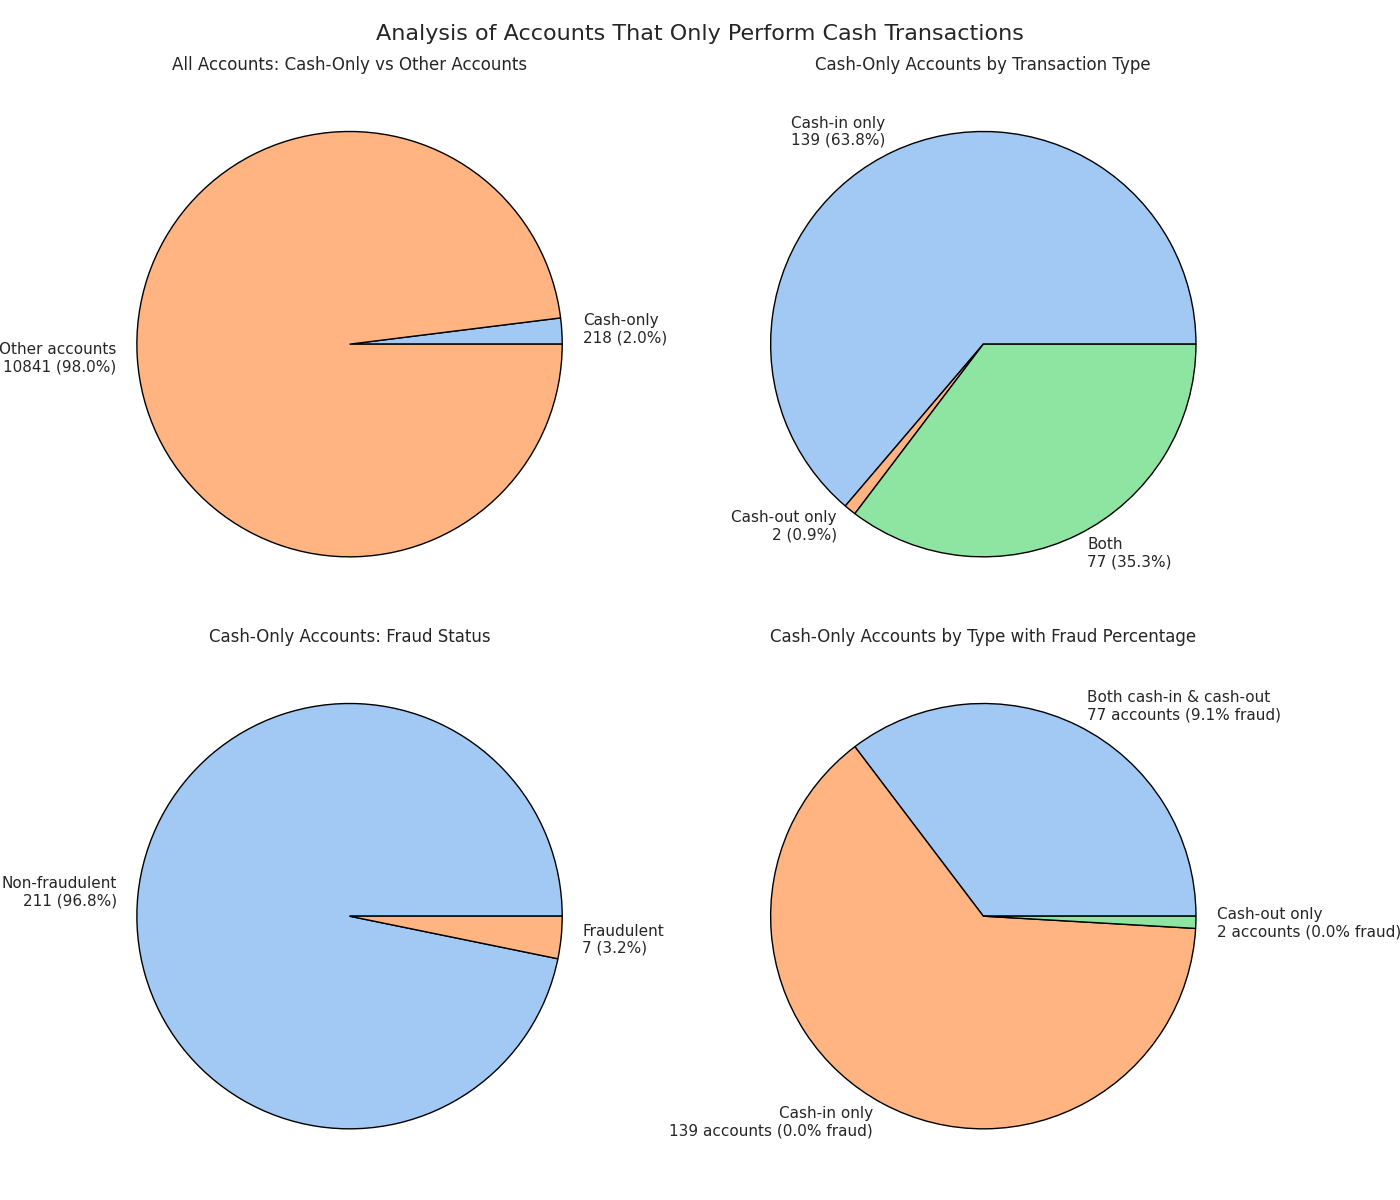 Analysis of Accounts That Only Perform Cash Transactions
All Accounts: Cash-Only vs Other Accounts
Cash-only
218 (2.0%)
Other accounts
10841 (98.0%)
Cash-Only Accounts by Transaction Type
Cash-in only
139 (63.8%)
Cash-out only
2 (0.9%)
Both
77 (35.3%)
Cash-Only Accounts: Fraud Status
Non-fraudulent
211 (96.8%)
Fraudulent
7 (3.2%)
Cash-Only Accounts by Type with Fraud Percentage
Both cash-in & cash-out
77 accounts (9.1% fraud)
Cash-out only
2 accounts (0.0% fraud)
Cash-in only
139 accounts (0.0% fraud)